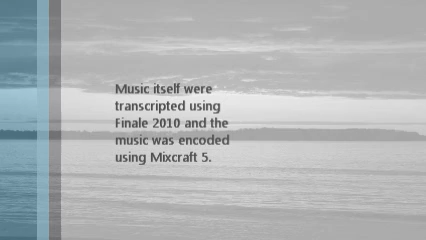 Music itself were
transcripted using
Finale 2010 and the
music was encoded
using Mixcraft 5.